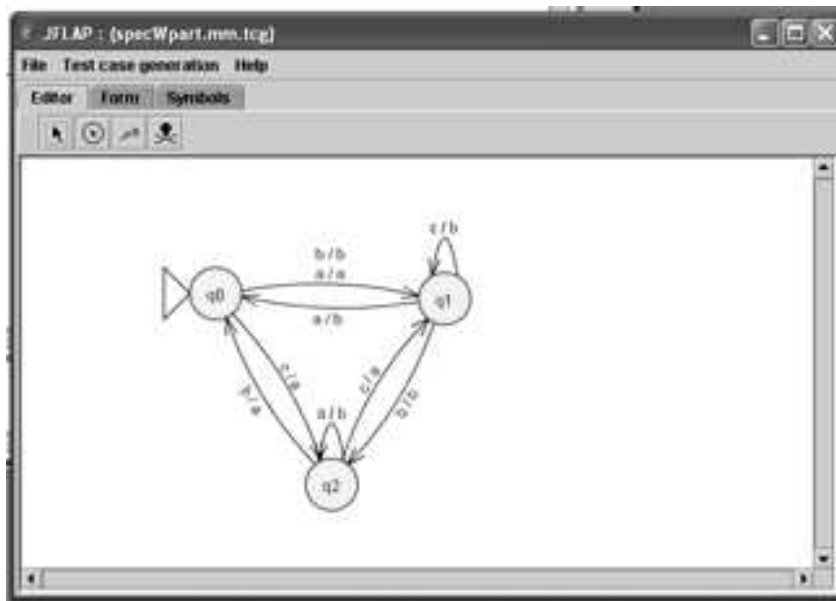 JFLAP : (specWpart.mm.tcg)
File Test case generation Help
Editor Form Symbols
c / b
b / b
a / a
q0
q1
a / b
c / a
c / a
b / a
a / b
b / b
q2